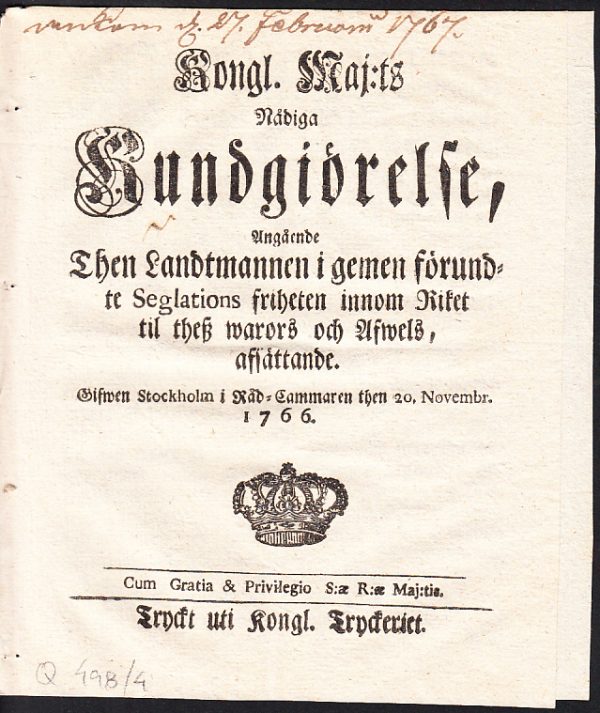 ankom d. 27. Februarii 1767.
Kongl. Maj:ts
Nådiga
Kundgiörelse,
Angående
Then Landtmannen i gemen förund-
te Seglations friheten innom Riket
til theß warors och Afwels,
afsättande.
Gifwen Stockholm i Råd-Cammaren then 20. Novembr.
1766.
Cum Gratia & Privilegio S:æ R:æ Maj:tis.
Tryckt uti Kongl. Tryckeriet.
Q 498/4